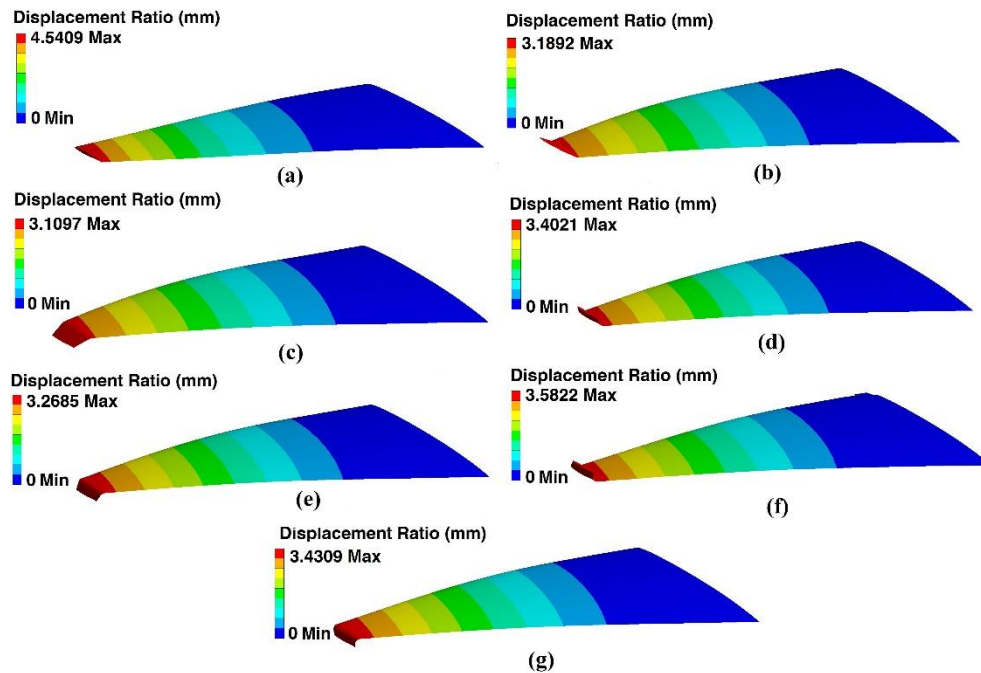 Displacement Ratio (mm)
4.5409 Max
0 Min
(a)
Displacement Ratio (mm)
3.1892 Max
0 Min
(b)
Displacement Ratio (mm)
3.1097 Max
0 Min
(c)
Displacement Ratio (mm)
3.4021 Max
0 Min
(d)
Displacement Ratio (mm)
3.2685 Max
0 Min
(e)
Displacement Ratio (mm)
3.5822 Max
0 Min
(f)
Displacement Ratio (mm)
3.4309 Max
0 Min
(g)